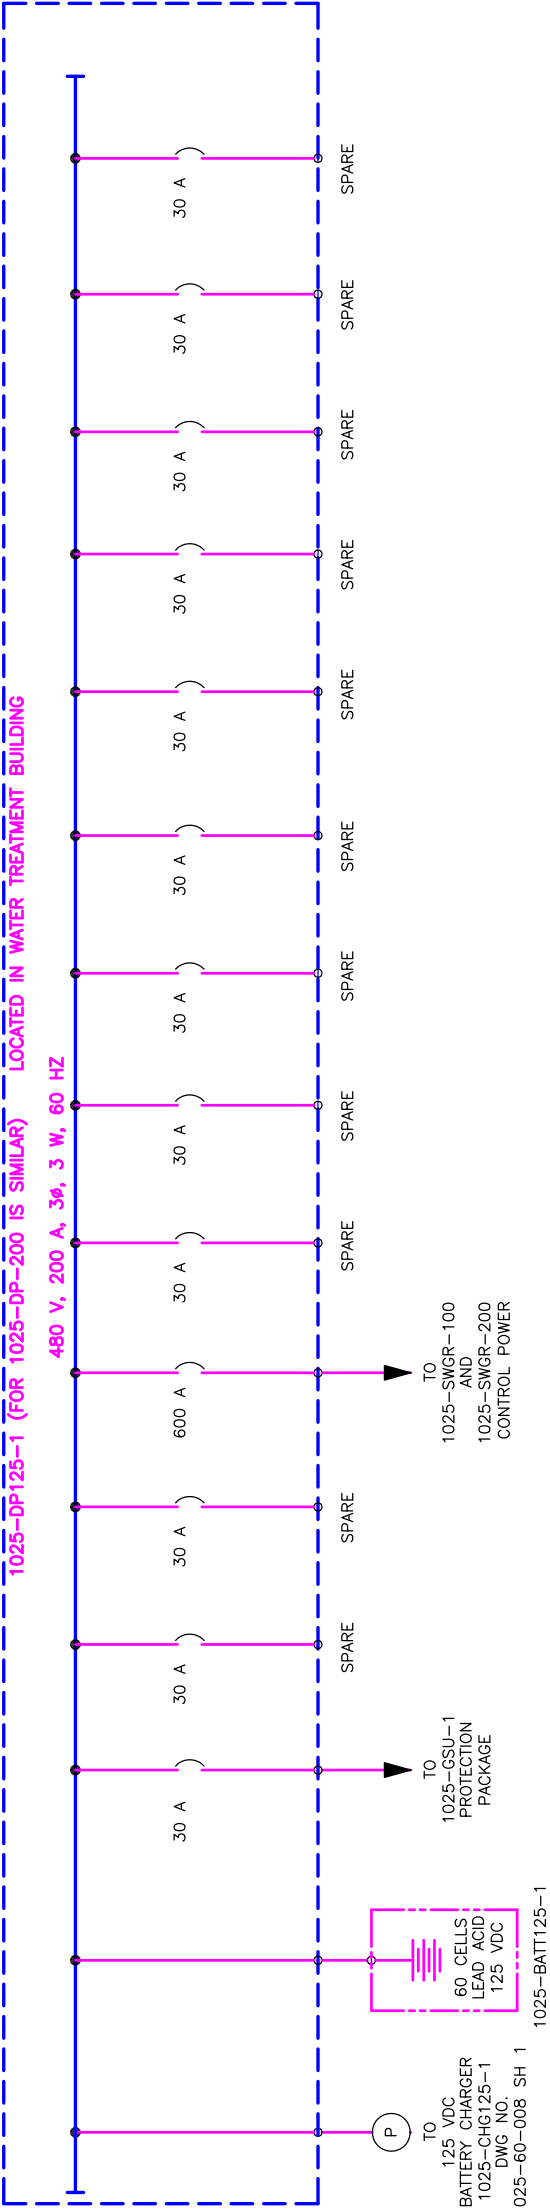 1025-DP125-1 (FOR 1025-DP-200 IS SIMILAR) LOCATED IN WATER TREATMENT BUILDING
480 V, 200 A, 3ø, 3 W, 60 HZ
30 A
30 A
30 A
600 A
30 A
30 A
30 A
30 A
30 A
30 A
30 A
30 A
30 A
P
TO
125 VDC
BATTERY CHARGER
1025-CHG125-1
DWG NO.
025-60-008 SH 1
60 CELLS
LEAD ACID
125 VDC
1025-BATT125-1
TO
1025-GSU-1
PROTECTION
PACKAGE
SPARE
SPARE
TO
1025-SWGR-100
AND
1025-SWGR-200
CONTROL POWER
SPARE
SPARE
SPARE
SPARE
SPARE
SPARE
SPARE
SPARE
SPARE